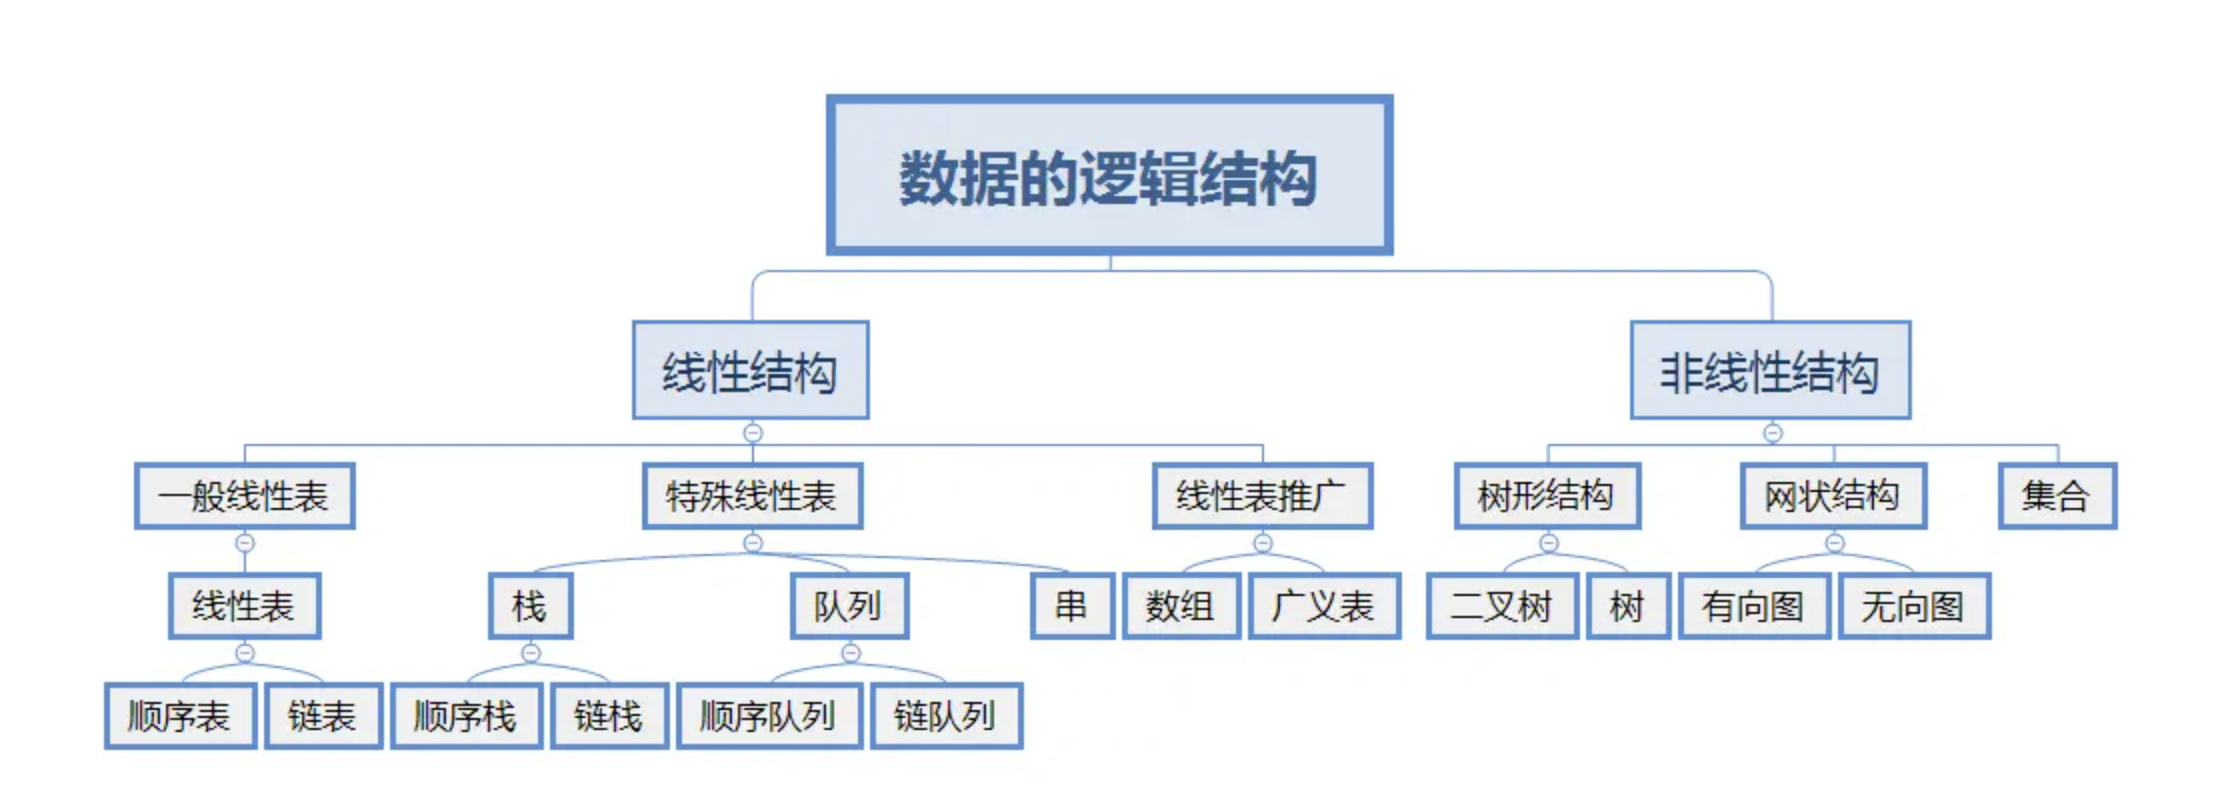 数据的逻辑结构
线性结构
非线性结构
一般线性表
特殊线性表
线性表推广
树形结构
网状结构
集合
线性表
栈
队列
串
数组
广义表
二叉树
树
有向图
无向图
顺序表
链表
顺序栈
链栈
顺序队列
链队列